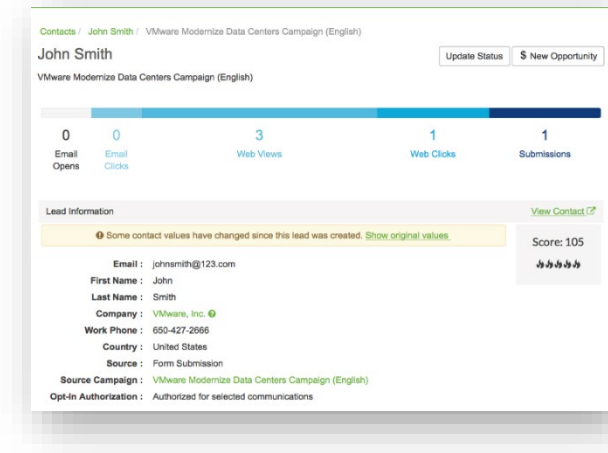 Contacts / John Smith / VMware Modernize Data Centers Campaign (English)
John Smith
Update Status
$ New Opportunity
VMware Modernize Data Centers Campaign (English)
0 0 3 1 1
Email Opens
Email Clicks
Web Views
Web Clicks
Submissions
Lead Information
View Contact
Some contact values have changed since this lead was created. Show original values
Score: 105
Email : johnsmith@123.com
First Name : John
Last Name : Smith
Company : VMware, Inc.
Work Phone : 650-427-2666
Country : United States
Source : Form Submission
Source Campaign : VMware Modernize Data Centers Campaign (English)
Opt-In Authorization : Authorized for selected communications